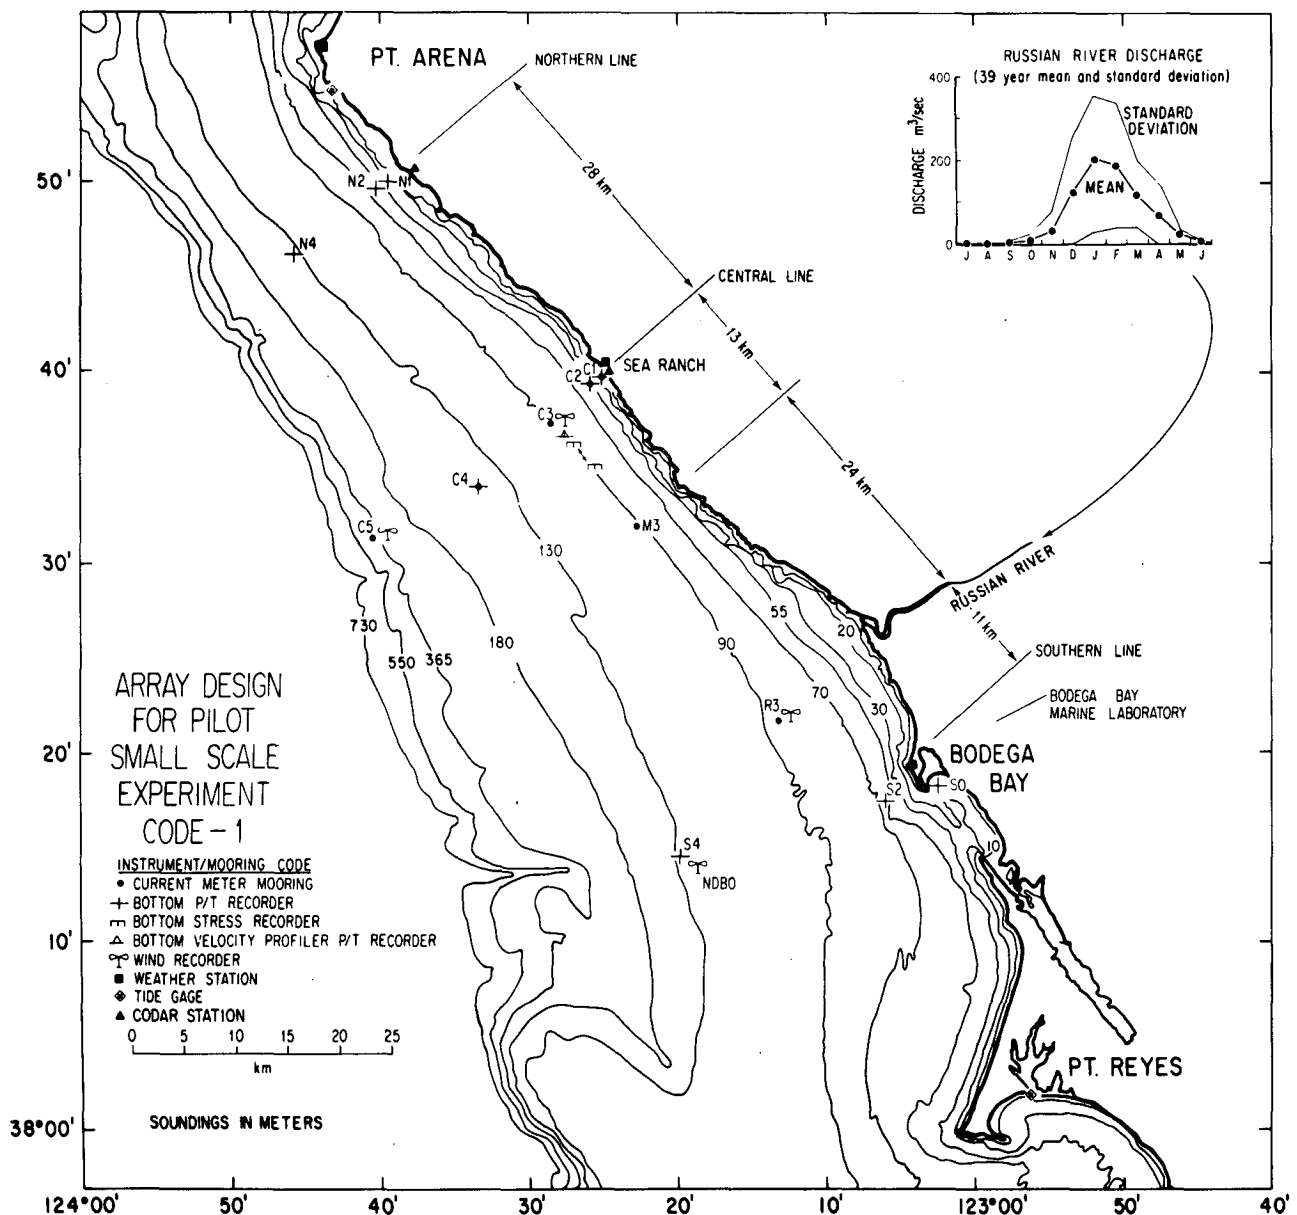 PT. ARENA
NORTHERN LINE
28 km
RUSSIAN RIVER DISCHARGE
(39 year mean and standard deviation)
400
200
0
DISCHARGE m³/sec
STANDARD
DEVIATION
MEAN
J A S O N D J F M A M J
50'
40'
30'
20'
10'
38°00'
N2
N1
N4
CENTRAL LINE
13 km
C1
C2
SEA RANCH
C3
24 km
C4
M3
C5
130
RUSSIAN RIVER
11 km
730
550
365
180
90
55
20
70
30
SOUTHERN LINE
BODEGA BAY
MARINE LABORATORY
R3
BODEGA
BAY
S2
S0
10
S4
NDBO
PT. REYES
ARRAY DESIGN
FOR PILOT
SMALL SCALE
EXPERIMENT
CODE-1
INSTRUMENT/MOORING CODE
CURRENT METER MOORING
BOTTOM P/T RECORDER
BOTTOM STRESS RECORDER
BOTTOM VELOCITY PROFILER P/T RECORDER
WIND RECORDER
WEATHER STATION
TIDE GAGE
CODAR STATION
0 5 10 15 20 25
km
SOUNDINGS IN METERS
124°00' 50' 40' 30' 20' 10' 123°00' 50' 40'